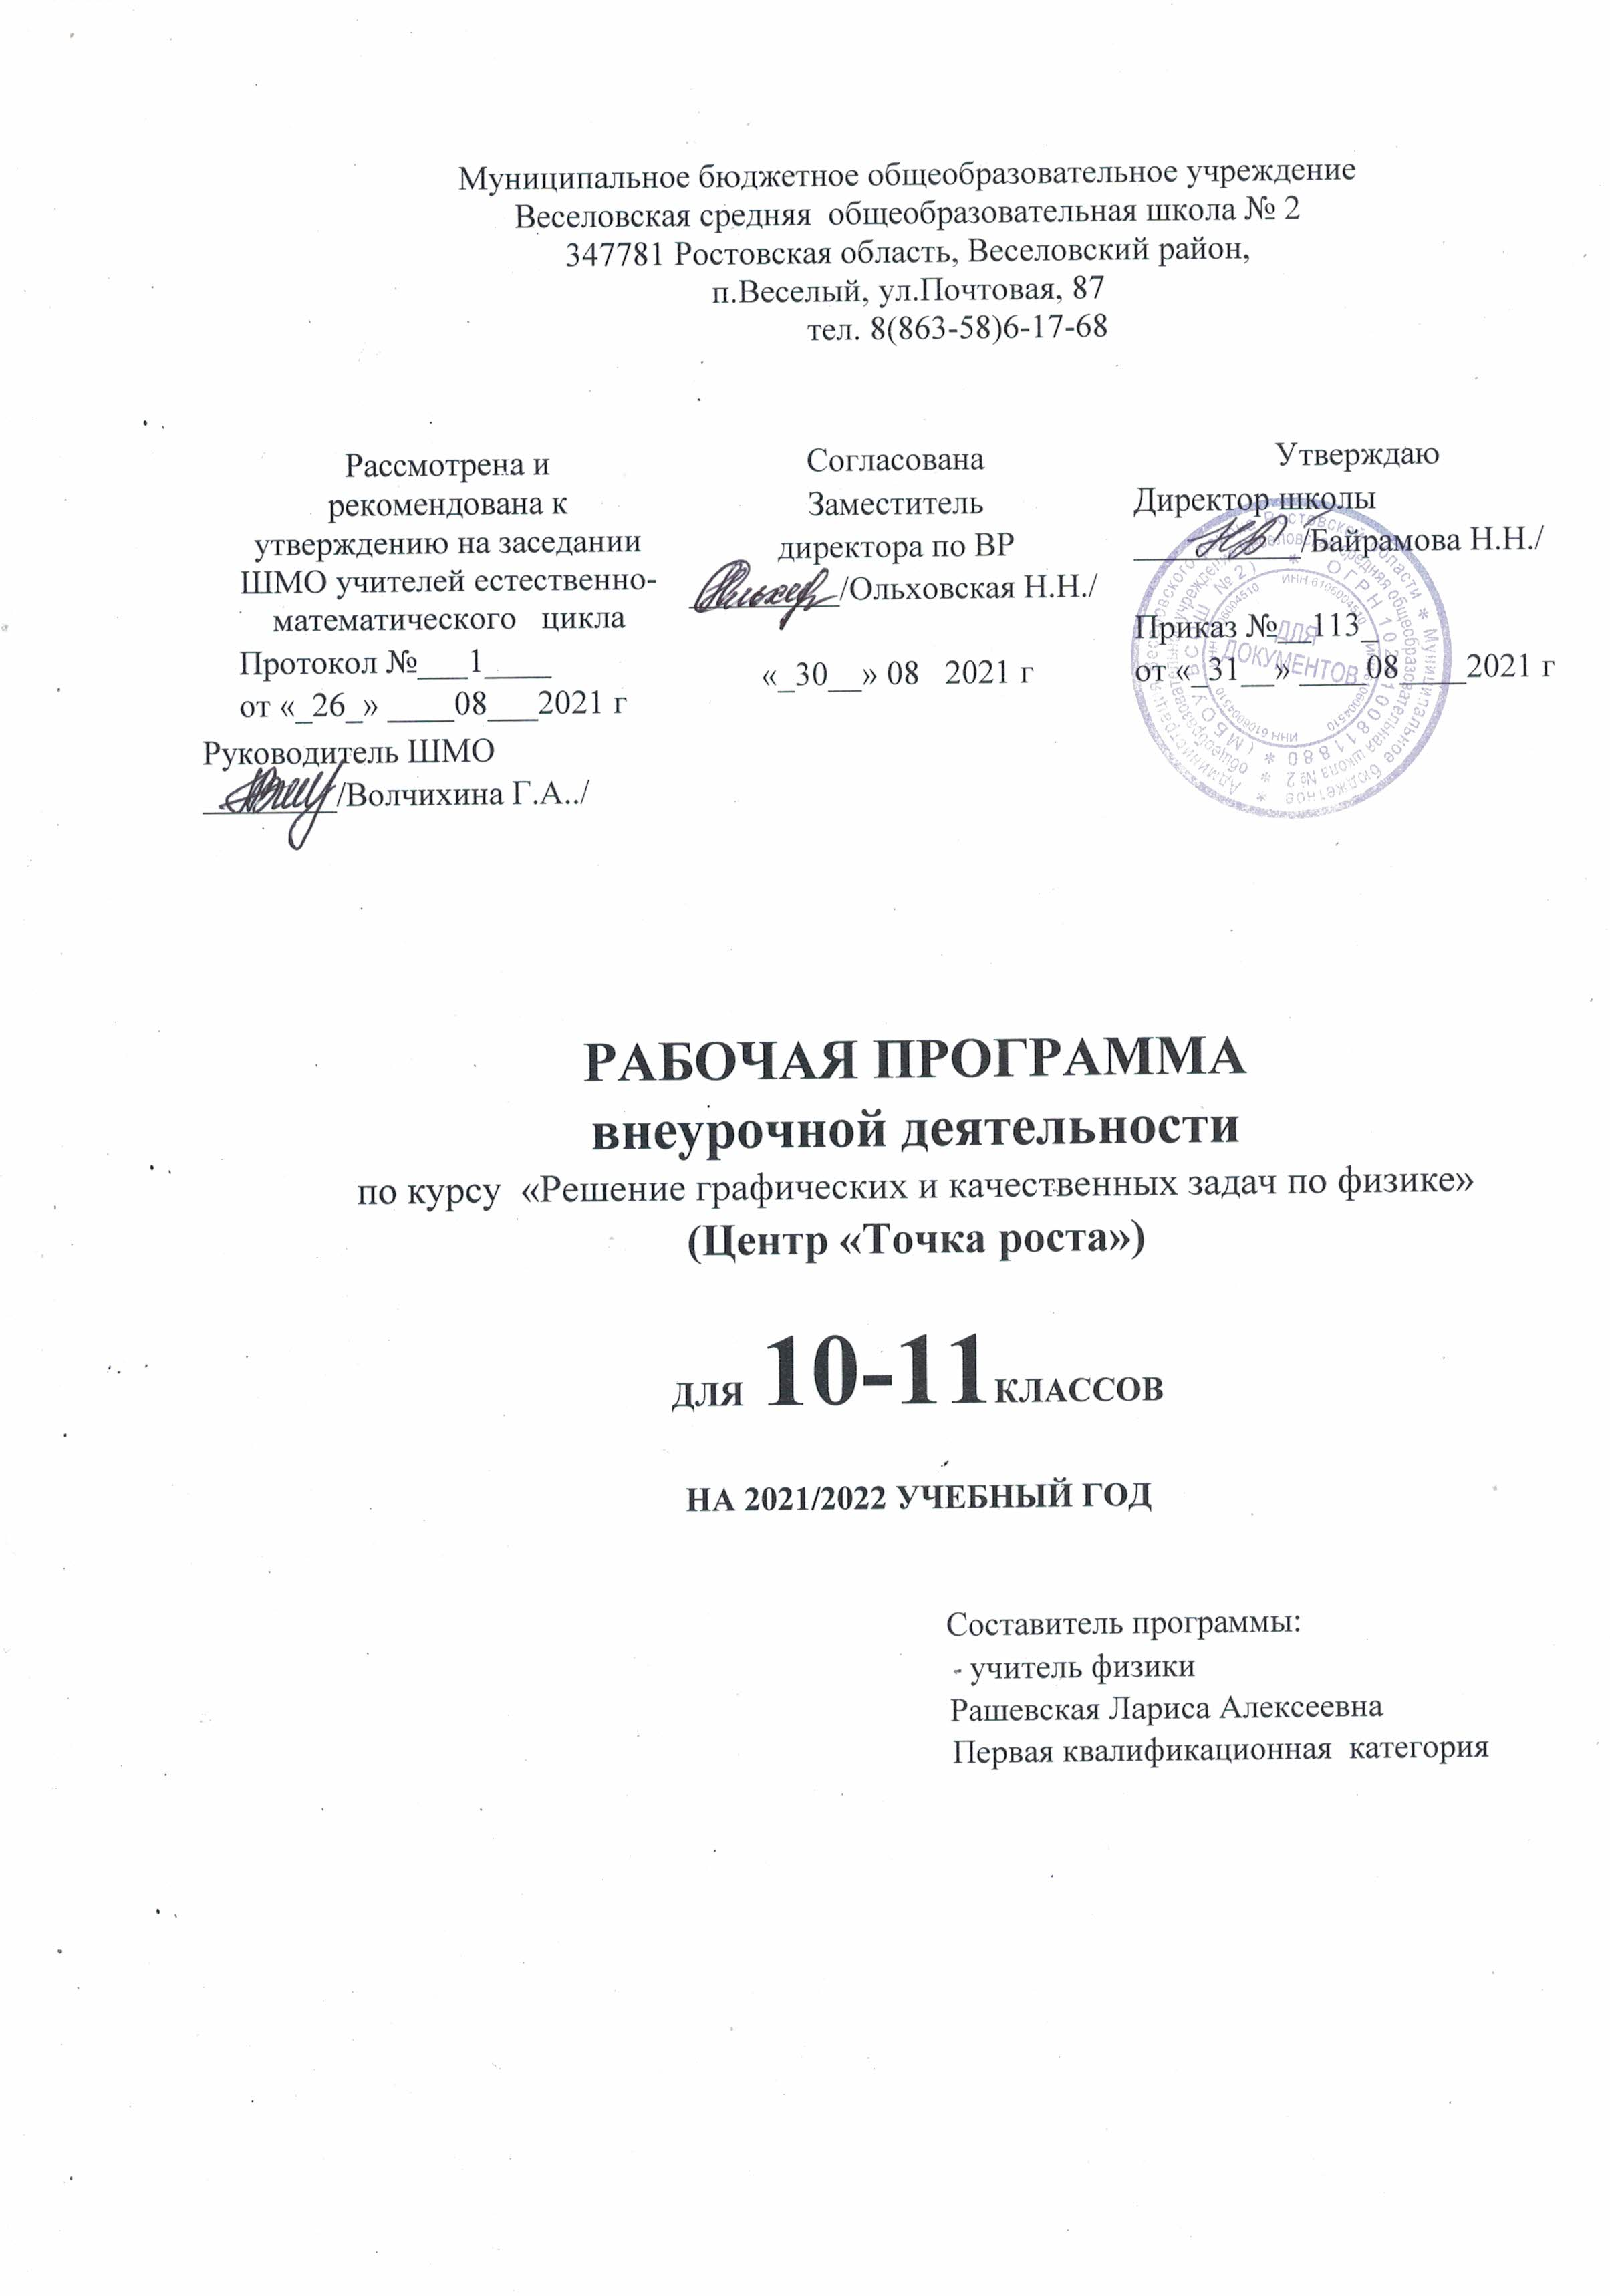 Муниципальное бюджетное общеобразовательное учреждение
Веселовская средняя общеобразовательная школа № 2
347781 Ростовская область, Веселовский район,
п.Веселый, ул.Почтовая, 87
тел. 8(863-58)6-17-68
Рассмотрена и
рекомендована к
утверждению на заседании
ШМО учителей естественно-
математического цикла
Протокол №___1____
от «_26_» ____08___2021 г
Руководитель ШМО
________/Волчихина Г.А../
Согласована
Заместитель
директора по ВР
_________/Ольховская Н.Н./
«_30__» 08 2021 г
Утверждаю
Директор школы
__________/Байрамова Н.Н./
Приказ №__113_
от «_31__» ____08____2021 г
ДЛЯ
ДОКУМЕНТОВ
РАБОЧАЯ ПРОГРАММА
внеурочной деятельности
по курсу «Решение графических и качественных задач по физике»
(Центр «Точка роста»)
для 10-11 КЛАССОВ
НА 2021/2022 УЧЕБНЫЙ ГОД
Составитель программы:
- учитель физики
Рашевская Лариса Алексеевна
Первая квалификационная категория